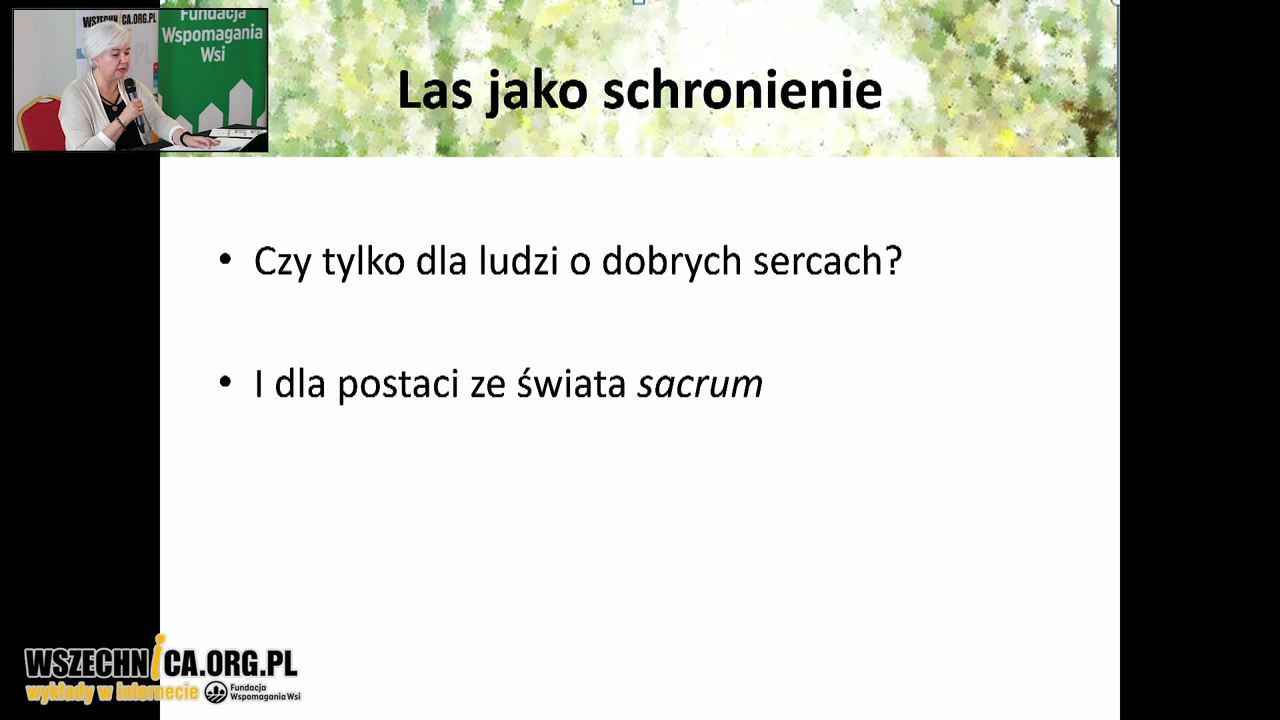 WSZECHNICA.ORG.PL
Fundacja
Wspomagania
Wsi
Las jako schronienie
• Czy tylko dla ludzi o dobrych sercach?
• I dla postaci ze świata sacrum
WSZECHNiCA.ORG.PL
wykłady w internecie
Fundacja
Wspomagania Wsi